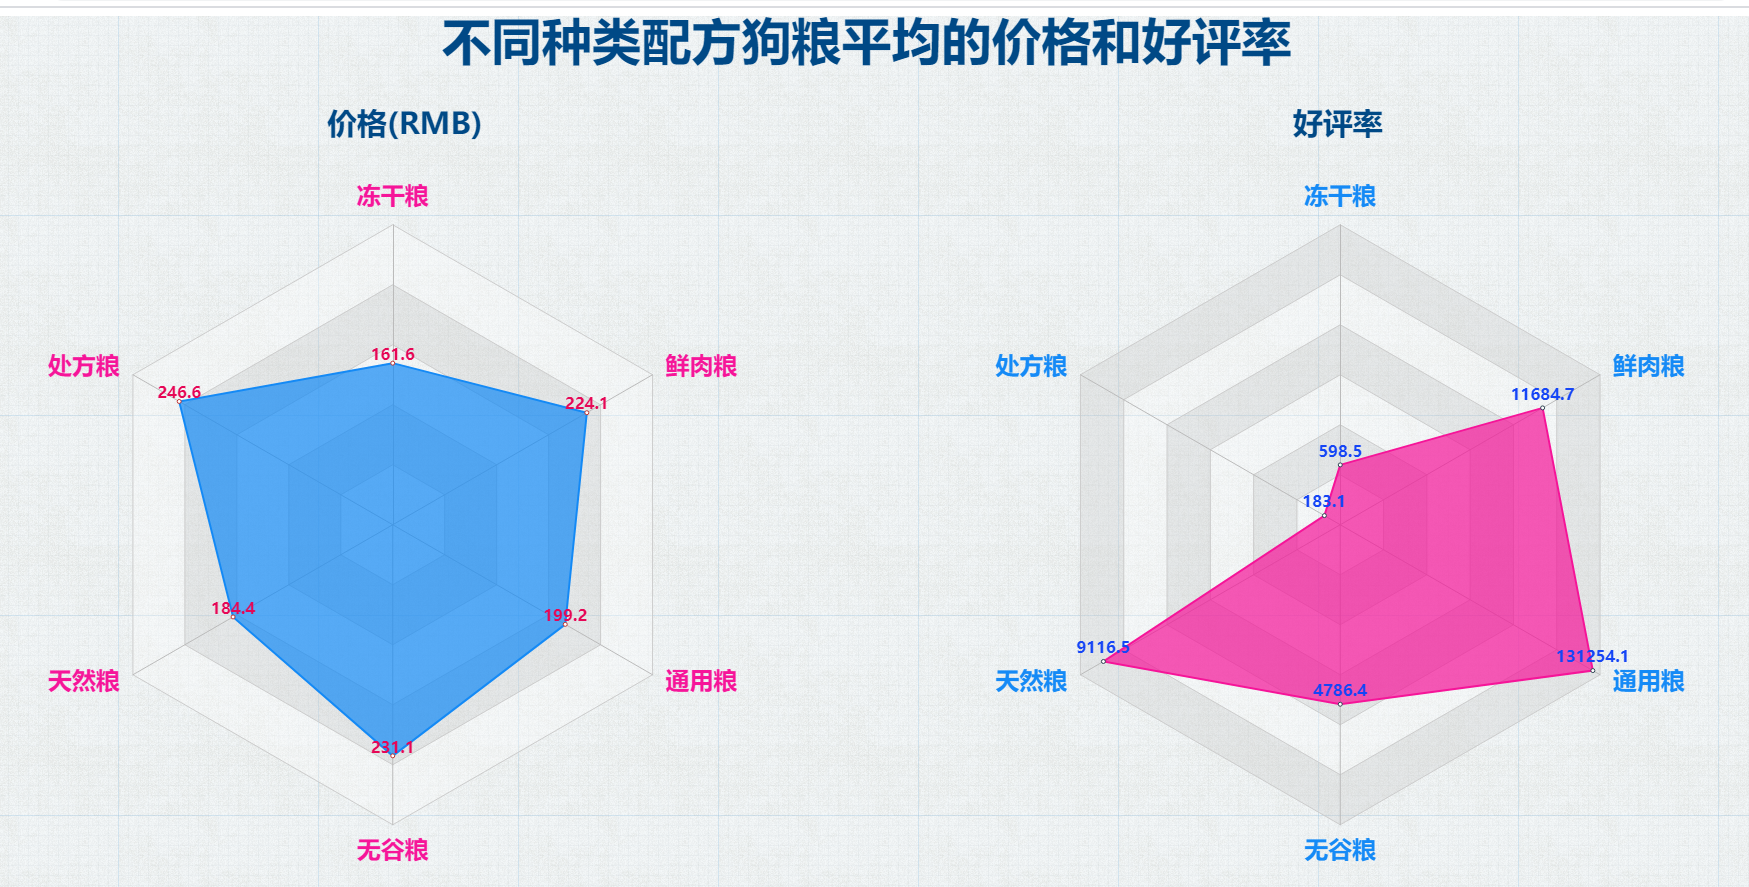 不同种类配方狗粮平均的价格和好评率
价格(RMB)
冻干粮
处方粮
鲜肉粮
161.6
246.6
224.1
184.4
199.2
天然粮
通用粮
231.1
无谷粮
好评率
冻干粮
处方粮
鲜肉粮
11684.7
598.5
183.1
9116.5
131254.1
天然粮
通用粮
4786.4
无谷粮